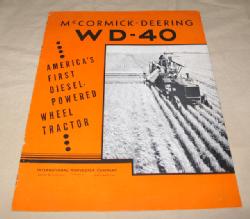 McCORMICK-DEERING
WD-40
AMERICA'S
FIRST
DIESEL-
POWERED
WHEEL
TRACTOR
INTERNATIONAL HARVESTER COMPANY